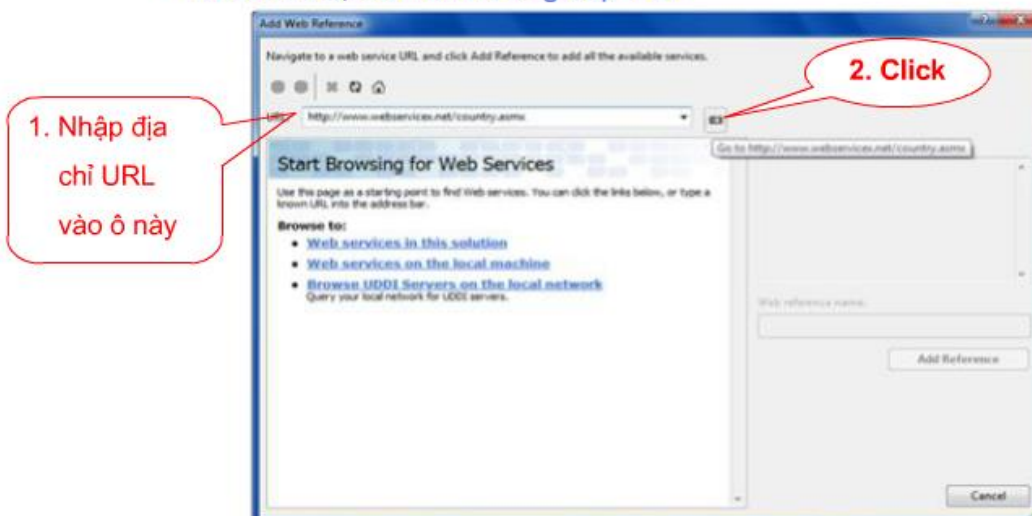 Add Web Reference
Navigate to a web service URL and click Add Reference to add all the available services.
2. Click
1. Nhập địa
chỉ URL
vào ô này
URL:
http://www.webservicex.net/country.asmx
Go to http://www.webservicex.net/country.asmx
Start Browsing for Web Services
Use this page as a starting point to find Web services. You can click the links below, or type a
known URL into the address bar.
Browse to:
• Web services in this solution
• Web services on the local machine
• Browse UDDI Servers on the local network
Query your local network for UDDI servers.
Web reference name:
Add Reference
Cancel